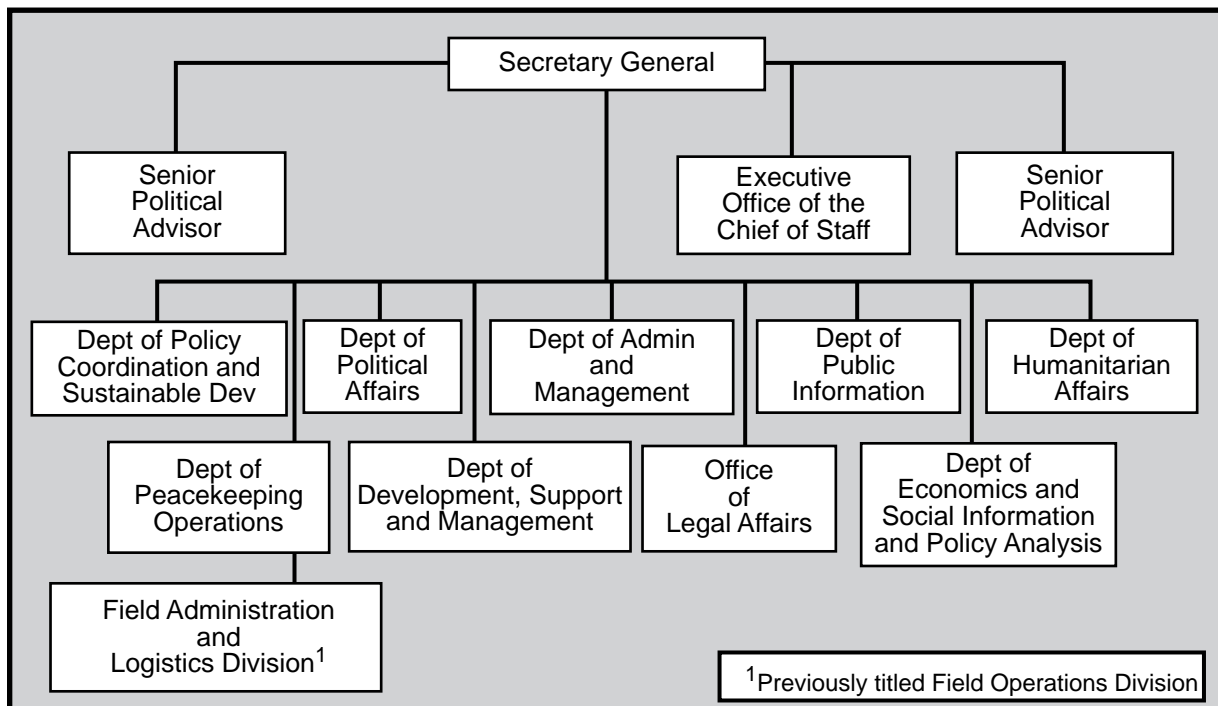 Secretary General
Senior
Political
Advisor
Executive
Office of the
Chief of Staff
Senior
Political
Advisor
Dept of Policy
Coordination and
Sustainable Dev
Dept of
Political
Affairs
Dept of Admin
and
Management
Dept of
Public
Information
Dept of
Humanitarian
Affairs
Dept of
Peacekeeping
Operations
Dept of
Development, Support
and Management
Office
of
Legal Affairs
Dept of
Economics and
Social Information
and Policy Analysis
Field Administration
and
Logistics Division¹
¹Previously titled Field Operations Division